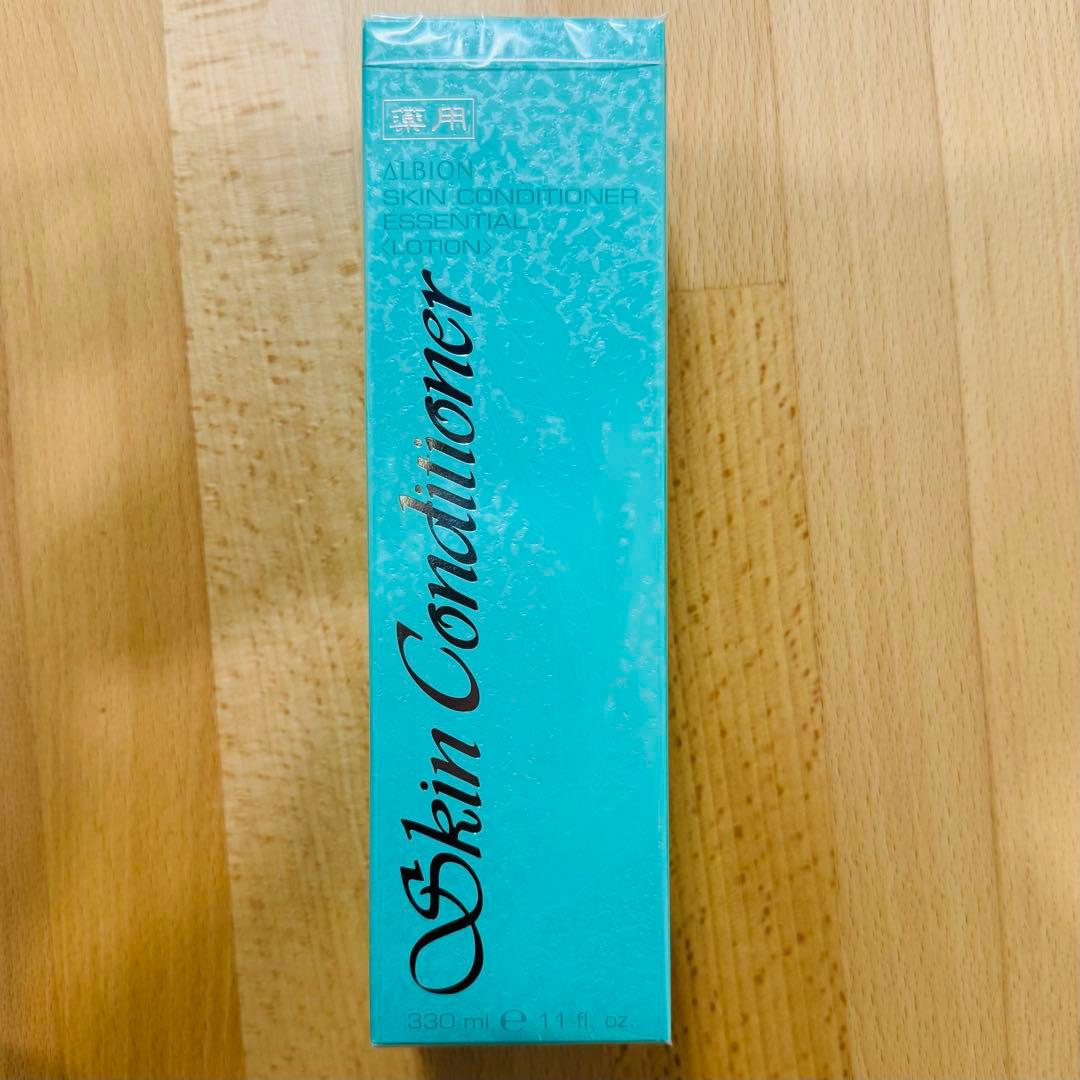 薬用
ALBION
SKIN CONDITIONER
ESSENTIAL
〈LOTION〉
Skin Conditioner
330 ml ℮ 11 fl. oz.